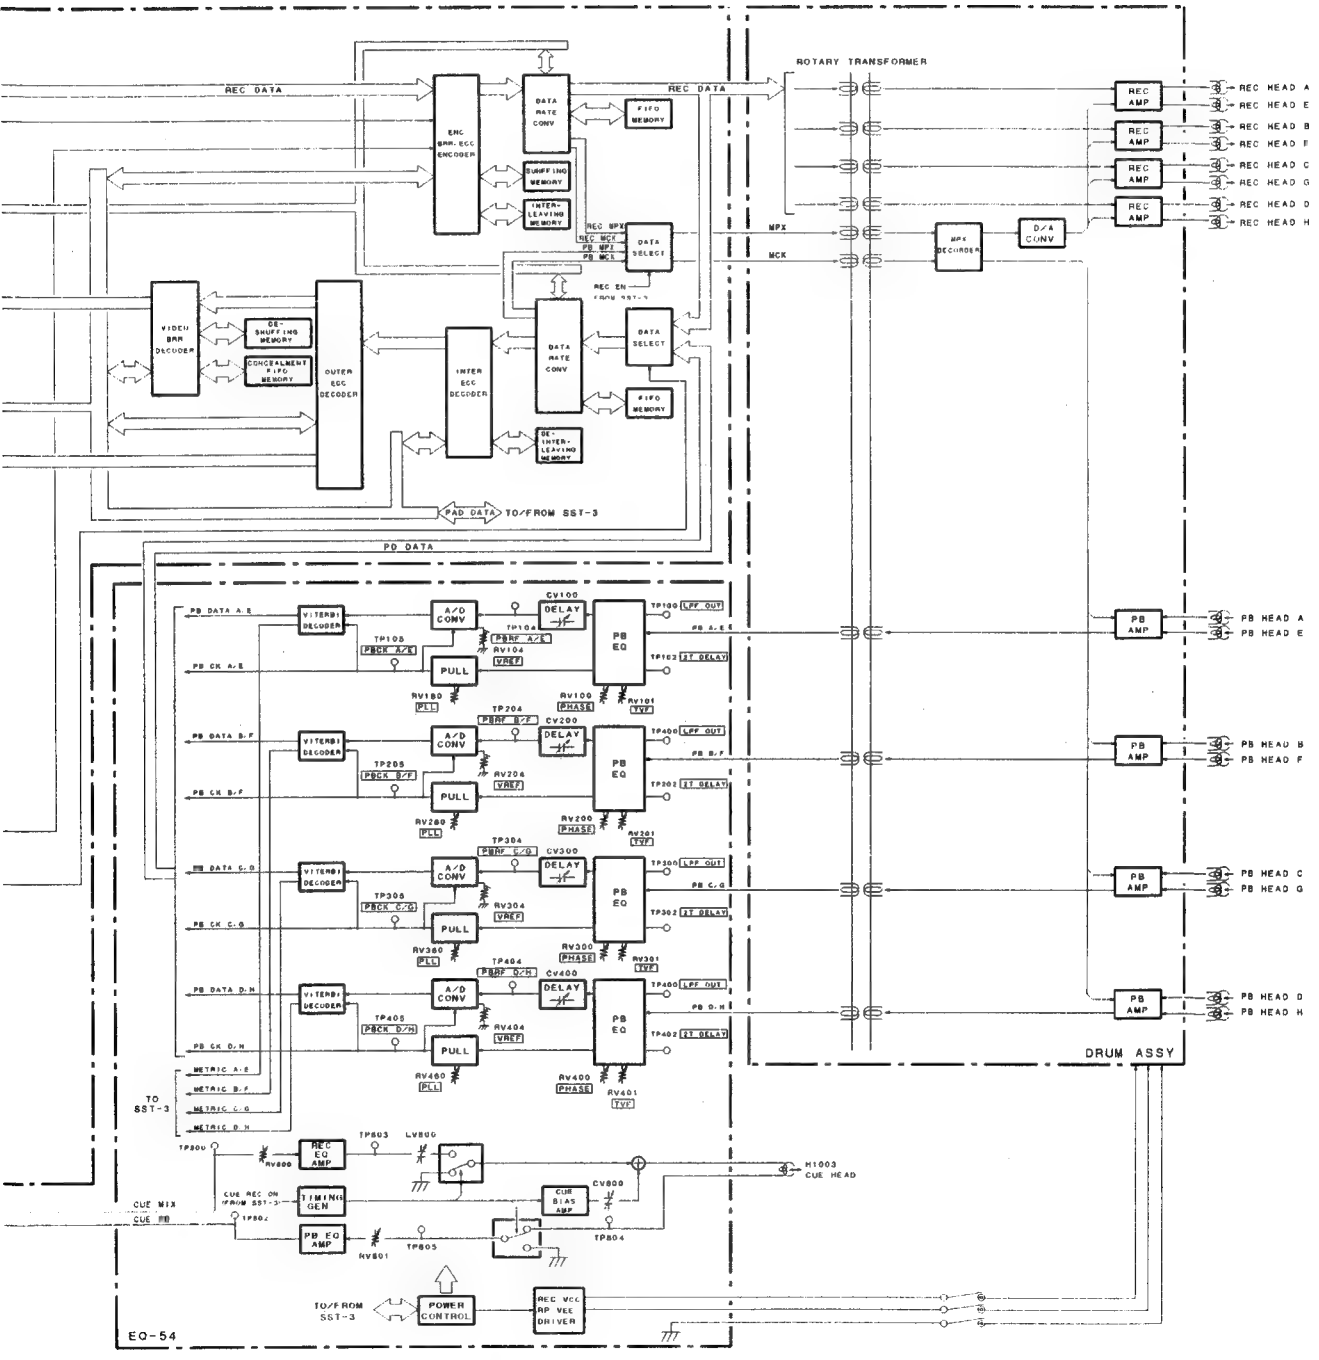 ROTARY TRANSFORMER
REC DATA
REC DATA
ENC
BRR·ECC
ENCODER
DATA
RATE
CONV
FIFO
MEMORY
SUHFFING
MEMORY
INTER-
LEAVING
MEMORY
REC MPX
REC MCK
PB MPX
PB MCK
DATA
SELECT
REC EN
FROM SST-3
MPX
MCK
MPX
DECORDER
D/A
CONV
REC
AMP
REC
AMP
REC
AMP
REC
AMP
REC HEAD A
REC HEAD E
REC HEAD B
REC HEAD F
REC HEAD C
REC HEAD G
REC HEAD D
REC HEAD H
VIDEO
BRR
DECODER
DE-
SHUFFING
MEMORY
CONCEALMENT
FIFO
MEMORY
OUTER
ECC
DECODER
INTER
ECC
DECODER
DATA
RATE
CONV
DATA
SELECT
FIFO
MEMORY
DE-
INTER-
LEAVING
MEMORY
PAD DATA
TO/FROM SST-3
PD DATA
PB DATA A·E
VITERBI
DECODER
TP105
PBCK A/E
A/D
CONV
TP104
PBRF A/E
RV104
VREF
CV100
DELAY
PB
EQ
TP100 LPF OUT
PB A/E
TP102 2T DELAY
PB CK A/E
PULL
RV180
PLL
RV100
PHASE
RV101
TVF
PB
AMP
PB HEAD A
PB HEAD E
PB DATA B·F
VITERBI
DECODER
TP205
PBCK B/F
A/D
CONV
TP204
PBRF B/F
RV204
VREF
CV200
DELAY
PB
EQ
TP400 LPF OUT
PB B/F
TP202 2T DELAY
PB CK B/F
PULL
RV280
PLL
RV200
PHASE
RV201
TVF
PB
AMP
PB HEAD B
PB HEAD F
PB DATA C·G
VITERBI
DECODER
TP305
PBCK C/G
A/D
CONV
TP304
PBRF C/G
RV304
VREF
CV300
DELAY
PB
EQ
TP300 LPF OUT
PB C/G
TP302 2T DELAY
PB CK C·G
PULL
RV380
PLL
RV300
PHASE
RV301
TVF
PB
AMP
PB HEAD C
PB HEAD G
PB DATA D·H
VITERBI
DECODER
TP405
PBCK D/H
A/D
CONV
TP404
PBRF D/H
RV404
VREF
CV400
DELAY
PB
EQ
TP400 LPF OUT
PB D·H
TP402 2T DELAY
PB CK D/H
PULL
RV480
PLL
RV400
PHASE
RV401
TVF
PB
AMP
PB HEAD D
PB HEAD H
DRUM ASSY
TO
SST-3
METRIC A·E
METRIC B·F
METRIC C·G
METRIC D·H
TP800
RV800
REC
EQ
AMP
TP803
LV800
H1003
CUE HEAD
CUE MIX
CUE REC ON
(FROM SST-3)
TIMING
GEN
CUE
BIAS
AMP
CV800
CUE PB
TP802
PB EQ
AMP
RV801
TP805
TP804
TO/FROM
SST-3
POWER
CONTROL
REC VCC
RP VEE
DRIVER
EQ-54